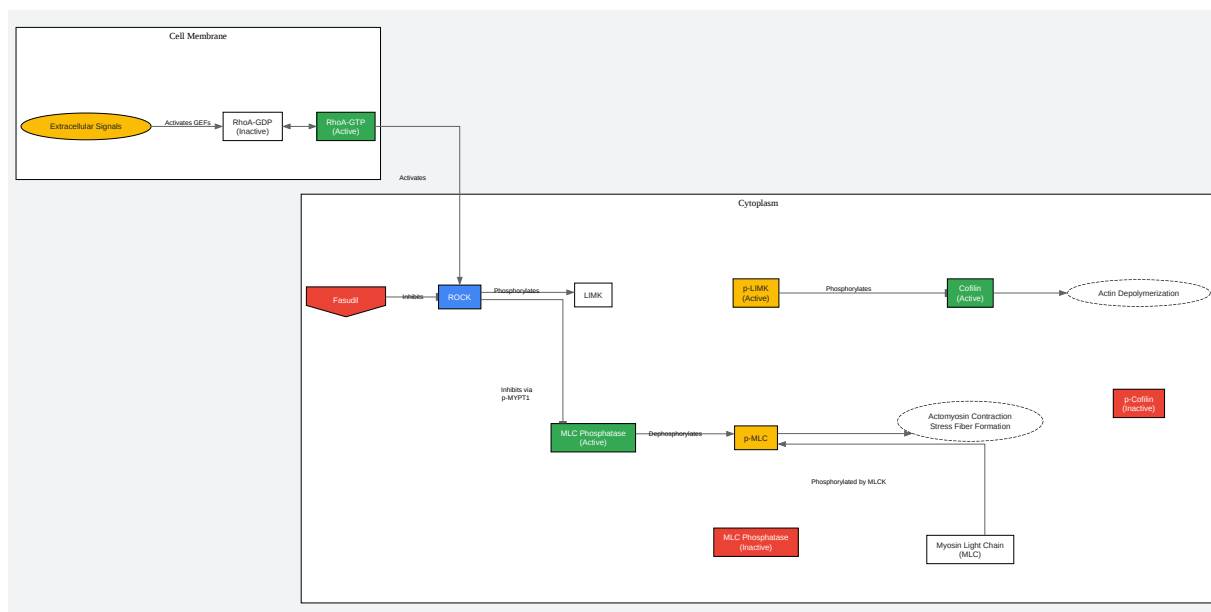 Cell Membrane
Extracellular Signals
Activates GEFs
RhoA-GDP
(Inactive)
RhoA-GTP
(Active)
Activates
Cytoplasm
Fasudil
Inhibits
ROCK
Phosphorylates
LIMK
p-LIMK
(Active)
Phosphorylates
Cofilin
(Active)
Actin Depolymerization
Inhibits via
p-MYPT1
p-Cofilin
(Inactive)
MLC Phosphatase
(Active)
Dephosphorylates
p-MLC
Actomyosin Contraction
Stress Fiber Formation
Phosphorylated by MLCK
MLC Phosphatase
(Inactive)
Myosin Light Chain
(MLC)